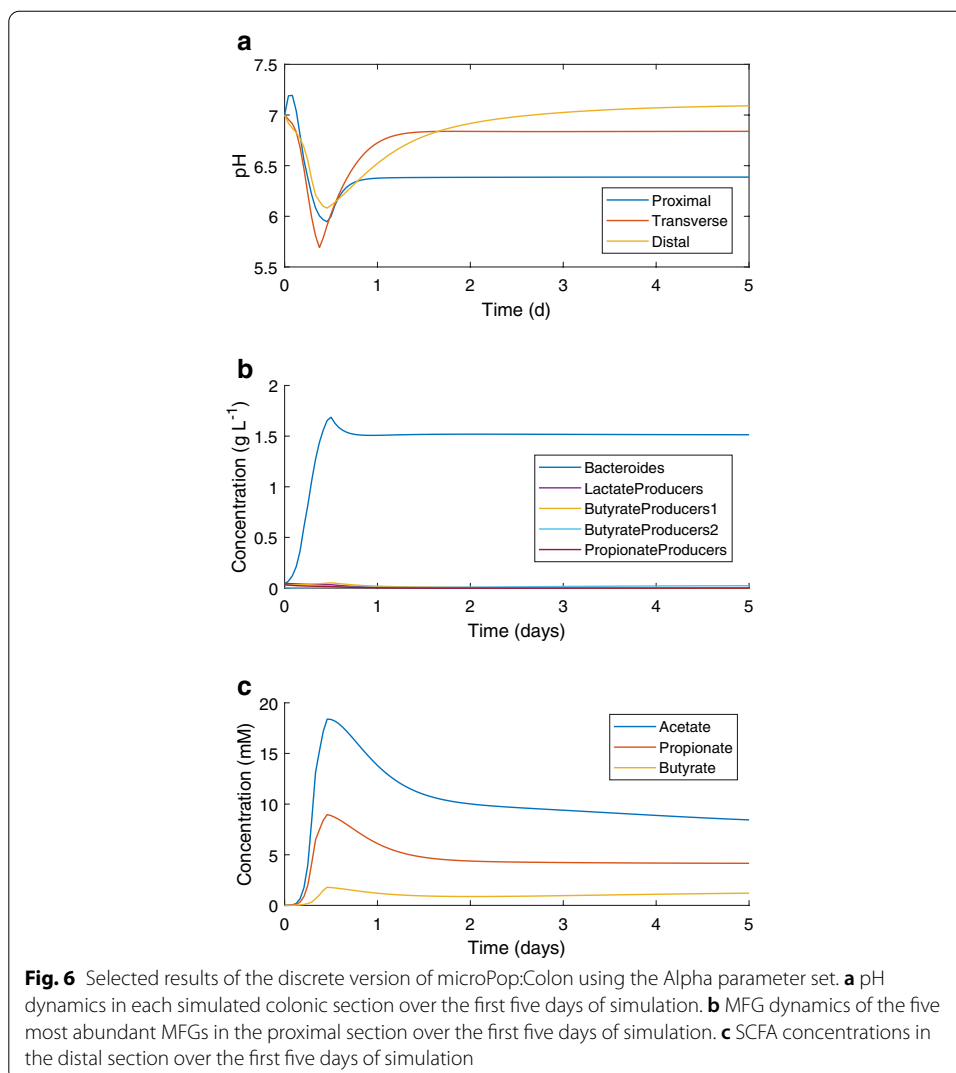 a
7.5
7
6.5
6
5.5
pH
0
1
2
3
4
5
Time (d)
Proximal
Transverse
Distal
b
2
1.5
1
0.5
0
Concentration (g L-1)
0
1
2
3
4
5
Time (days)
Bacteroides
LactateProducers
ButyrateProducers1
ButyrateProducers2
PropionateProducers
c
20
15
10
5
0
Concentration (mM)
0
1
2
3
4
5
Time (days)
Acetate
Propionate
Butyrate
Fig. 6 Selected results of the discrete version of microPop:Colon using the Alpha parameter set. a pH
dynamics in each simulated colonic section over the first five days of simulation. b MFG dynamics of the five
most abundant MFGs in the proximal section over the first five days of simulation. c SCFA concentrations in
the distal section over the first five days of simulation